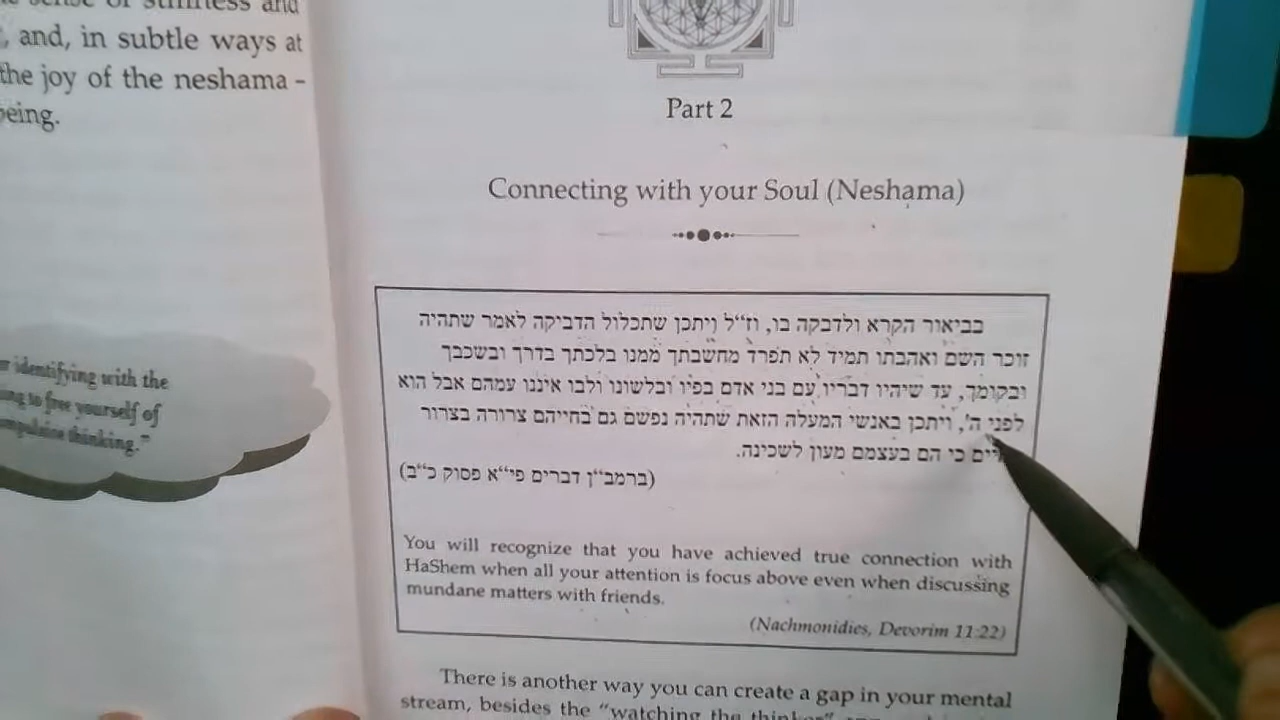 and
, and, in subtle ways at
the joy of the neshama –
being.
identifying with the
to free yourself of
thinking.”
Part 2
Connecting with your Soul (Neshama)
בביאור הקרא ולדבקה בו, וז“ל ויתכן שתכלול הדביקה לאמר שתהיה
זוכר השם ואהבתו תמיד לא תפרד מחשבתך ממנו בלכתך בדרך ובשכבך
ובקומך, עד שיהיו דבריו עם בני אדם בפיו ובלשונו ולבו איננו עמהם אבל הוא
לפני ה', ויתכן באנשי המעלה הזאת שתהיה נפשם גם בחייהם צרורה בצרור
כי הם בעצמם מעון לשכינה.
(ברמב“ן דברים פי“א פסוק כ“ב)
You will recognize that you have achieved true connection with
HaShem when all your attention is focus above even when discussing
mundane matters with friends.
(Nachmonidies, Devorim 11:22)
There is another way you can create a gap in your mental
stream, besides the “watching the thinker”